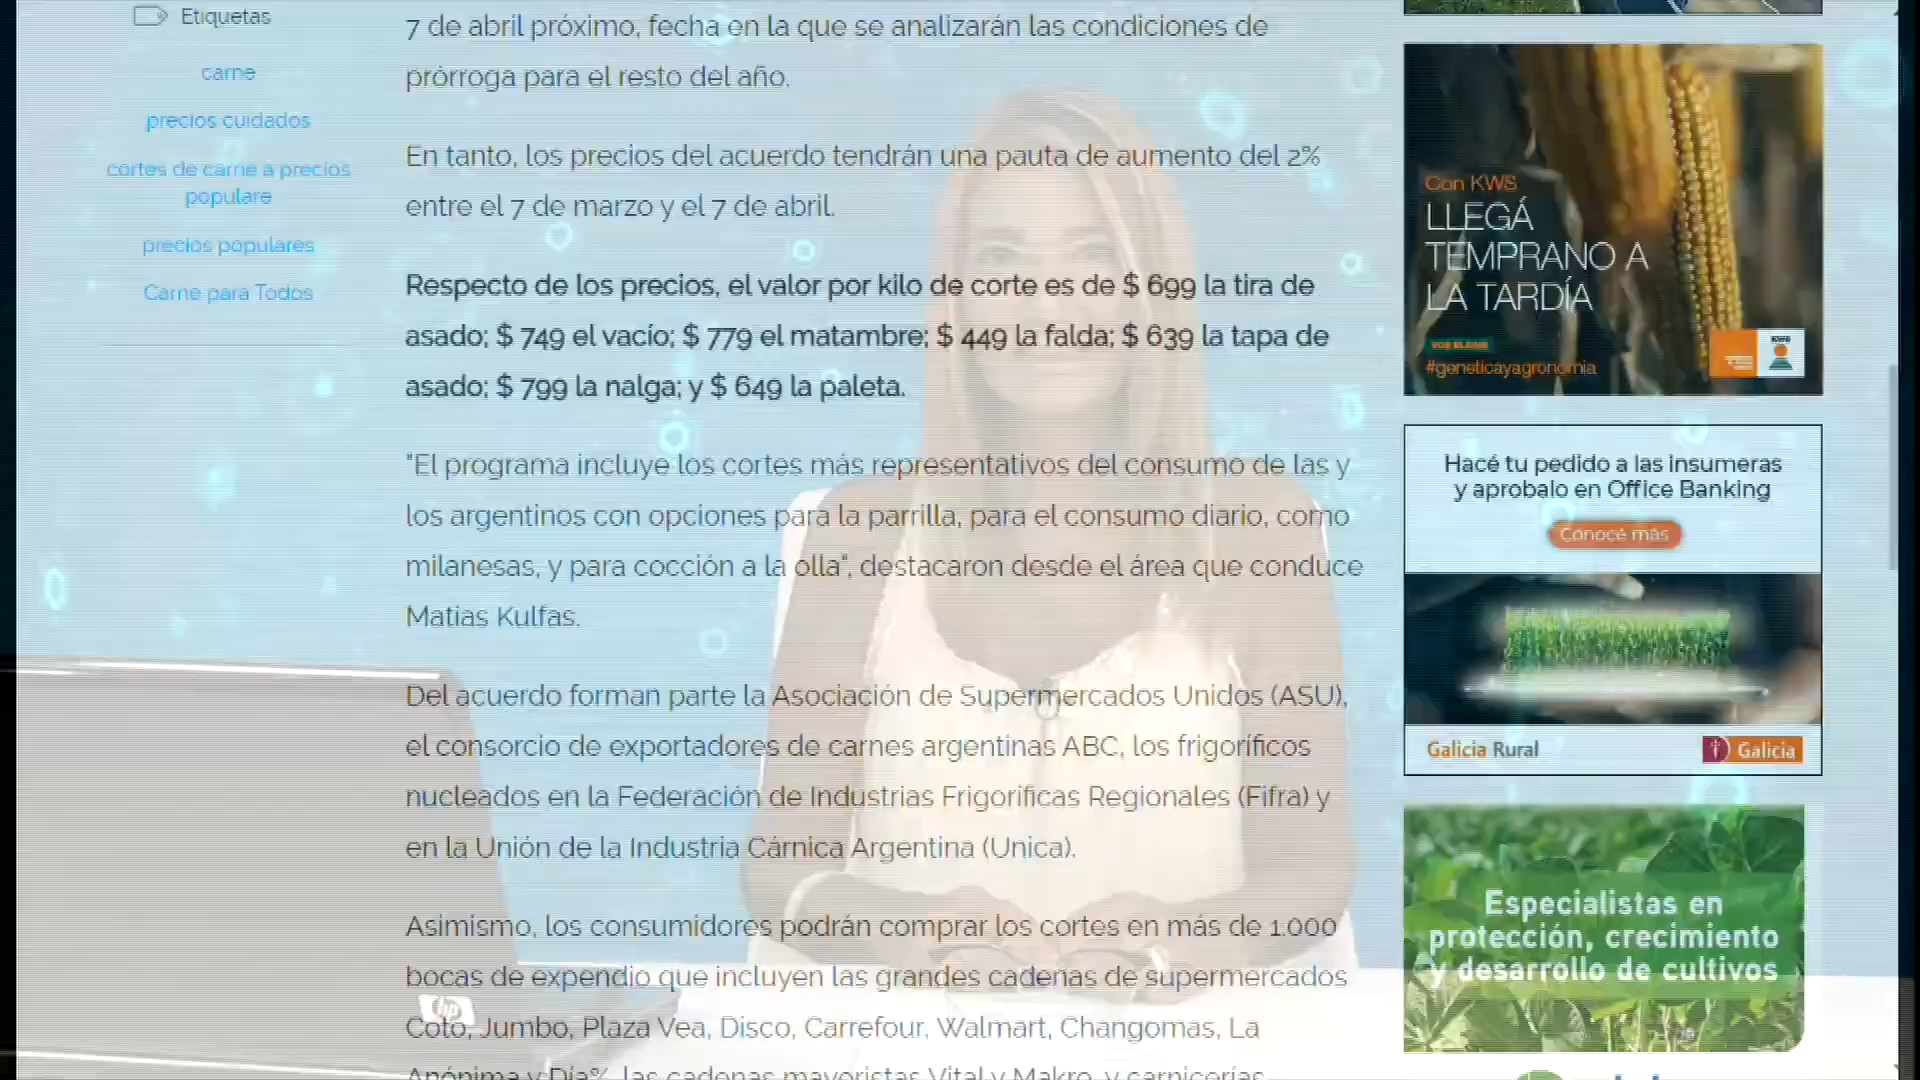 Etiquetas
carne
precios cuidados
cortes de carne a precios
populare
precios populares
Carne para Todos
7 de abril próximo, fecha en la que se analizarán las condiciones de
prórroga para el resto del año.
En tanto, los precios del acuerdo tendrán una pauta de aumento del 2%
entre el 7 de marzo y el 7 de abril.
Respecto de los precios, el valor por kilo de corte es de $ 699 la tira de
asado; $ 749 el vacío; $ 779 el matambre; $ 449 la falda; $ 639 la tapa de
asado; $ 799 la nalga; y $ 649 la paleta.
"El programa incluye los cortes más representativos del consumo de las y
los argentinos con opciones para la parrilla, para el consumo diario, como
milanesas, y para cocción a la olla", destacaron desde el área que conduce
Matias Kulfas.
Del acuerdo forman parte la Asociación de Supermercados Unidos (ASU),
el consorcio de exportadores de carnes argentinas ABC, los frigoríficos
nucleados en la Federación de Industrias Frigoríficas Regionales (Fifra) y
en la Unión de la Industria Cárnica Argentina (Unica).
Asimismo, los consumidores podrán comprar los cortes en más de 1.000
bocas de expendio que incluyen las grandes cadenas de supermercados
Coto, Jumbo, Plaza Vea, Disco, Carrefour, Walmart, Changomas, La
Anónima y Día%, las cadenas mayoristas Vital y Makro, y carnicerías
hp
Con KWS
LLEGÁ
TEMPRANO A
LA TARDÍA
#geneticayagronomia
KWS
Hacé tu pedido a las insumeras
y aprobalo en Office Banking
Conocé más
Galicia Rural
Galicia
Especialistas en
protección, crecimiento
y desarrollo de cultivos